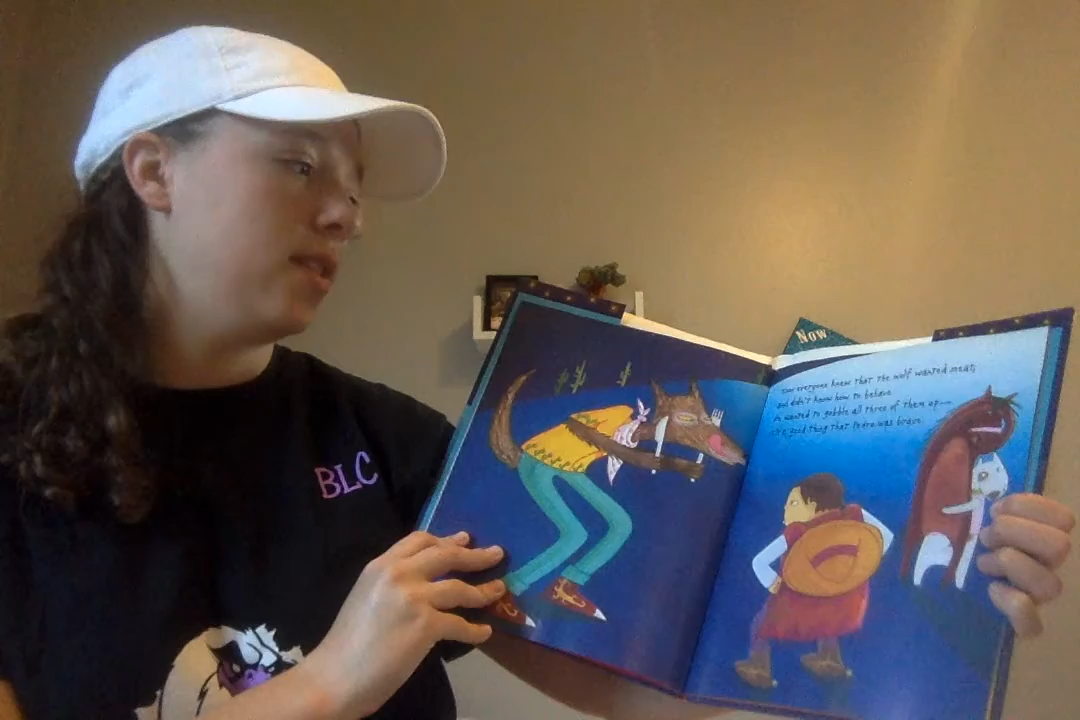 BLC
Now
Now everyone knew that the wolf wanted meat,
and didn't know how to behave.
He wanted to gobble all three of them up....
It's a good thing that Pedro was brave.